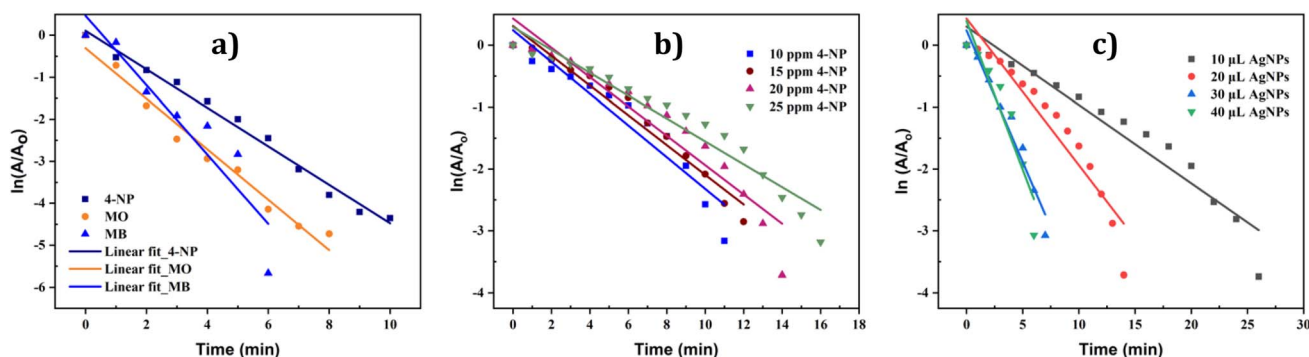 a)
0
-1
-2
-3
-4
-5
-6
ln(A/Ao)
4-NP
MO
MB
Linear fit_4-NP
Linear fit_MO
Linear fit_MB
0 2 4 6 8 10
Time (min)
b)
0
-1
-2
-3
-4
ln(A/Ao)
10 ppm 4-NP
15 ppm 4-NP
20 ppm 4-NP
25 ppm 4-NP
0 2 4 6 8 10 12 14 16 18
Time (min)
c)
0
-1
-2
-3
-4
ln (A/Ao)
10 µL AgNPs
20 µL AgNPs
30 µL AgNPs
40 µL AgNPs
0 5 10 15 20 25 30
Time (min)